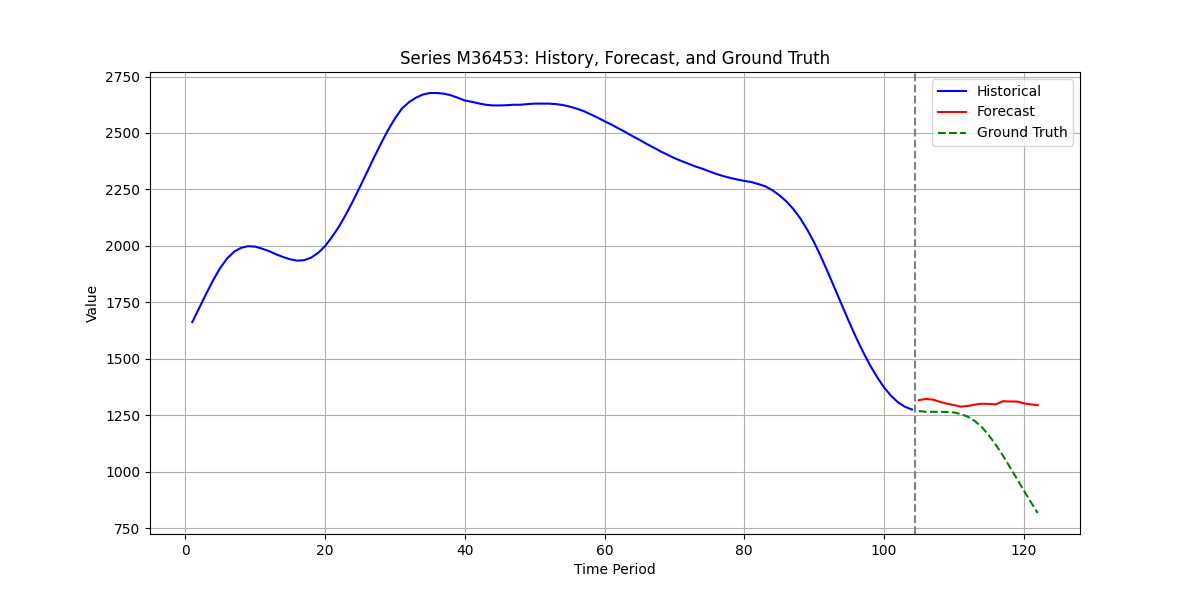 Series M36453: History, Forecast, and Ground Truth
2750
2500
2250
2000
1750
1500
1250
1000
750
Value
0
20
40
60
80
100
120
Time Period
Historical
Forecast
Ground Truth